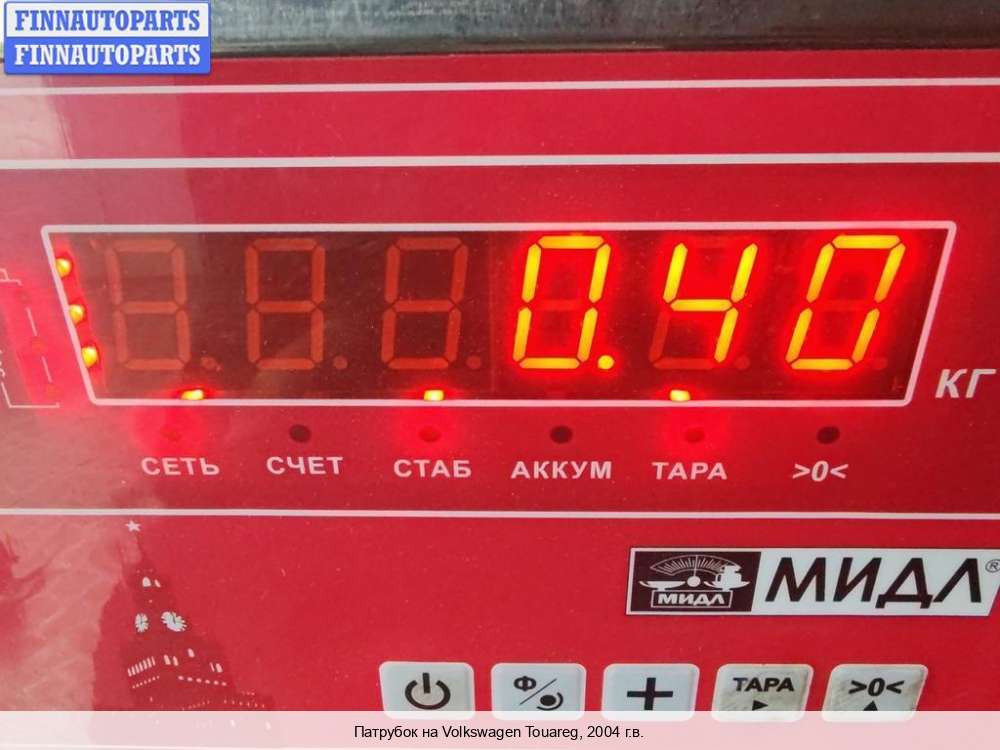 FINNAUTOPARTS
FINNAUTOPARTS
0.40
КГ
СЕТЬ СЧЕТ СТАБ АККУМ ТАРА >0<
МИДЛ МИДЛ®
Ф + ТАРА >0<
Патрубок на Volkswagen Touareg, 2004 г.в.